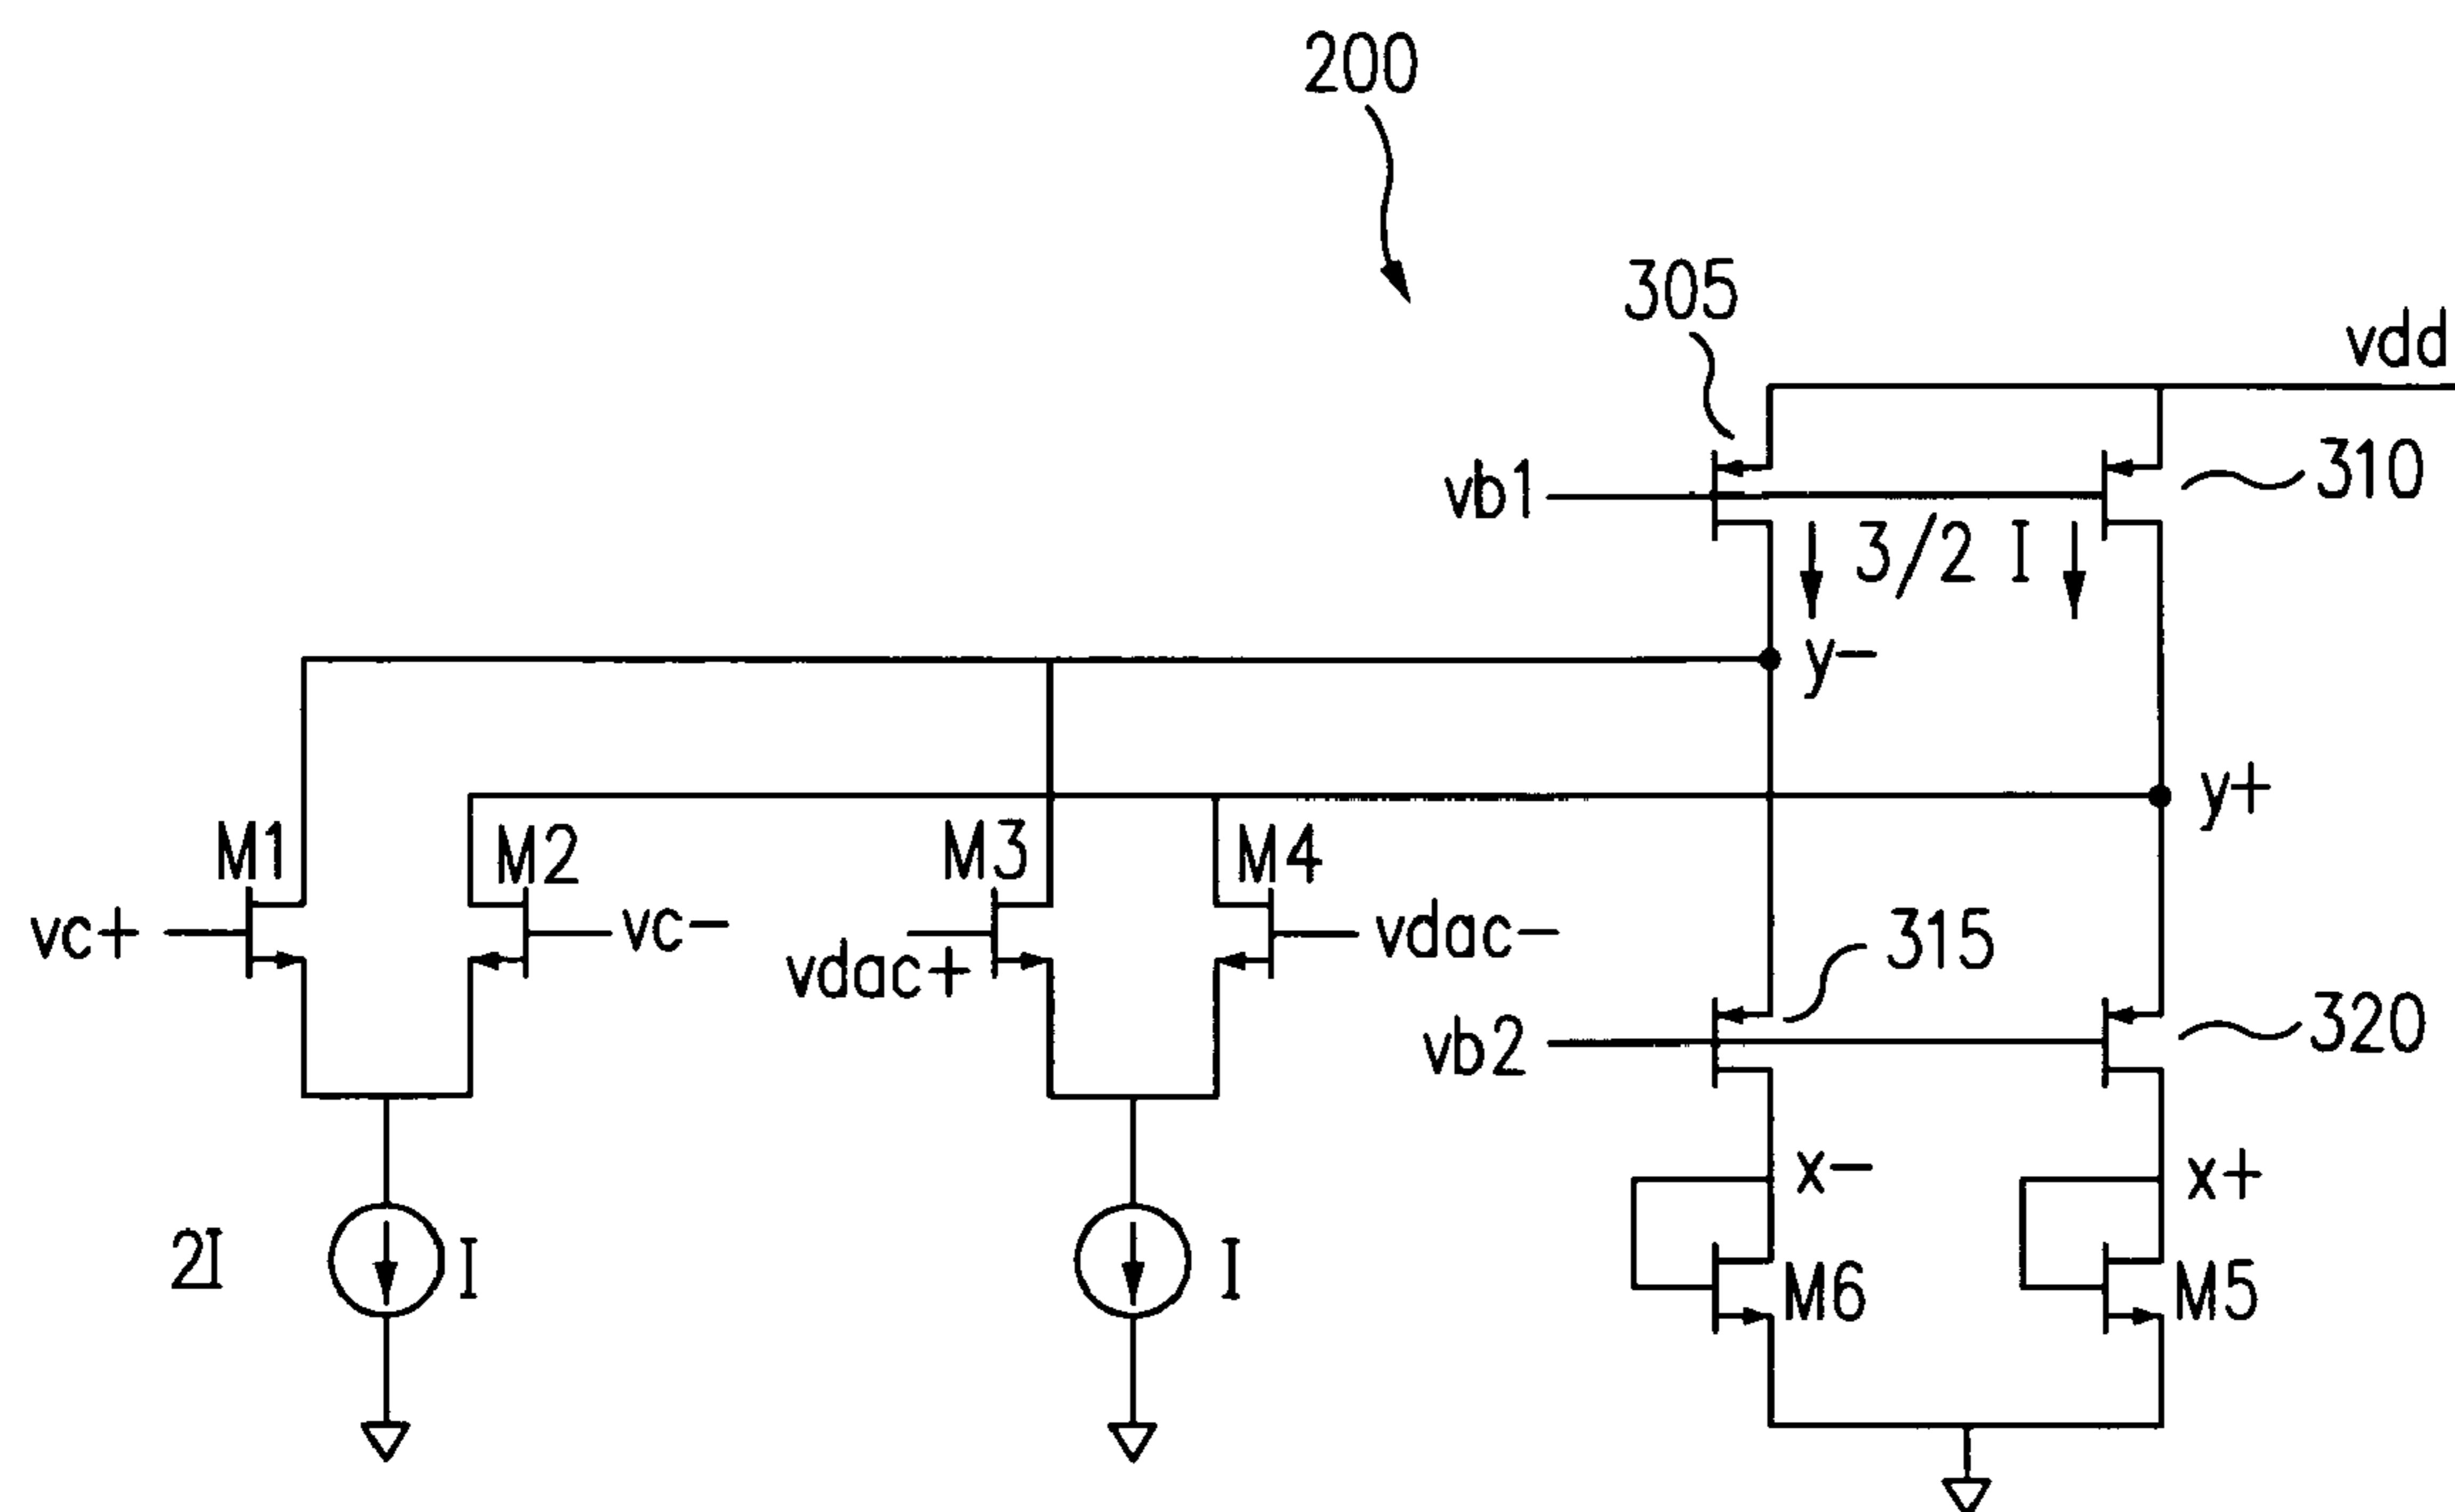 200
305
vdd
vb1
310
3/2 I
y-
y+
M1
M2
M3
M4
vc+
vc-
vdac+
vdac-
315
vb2
320
x-
x+
2I
I
I
M6
M5